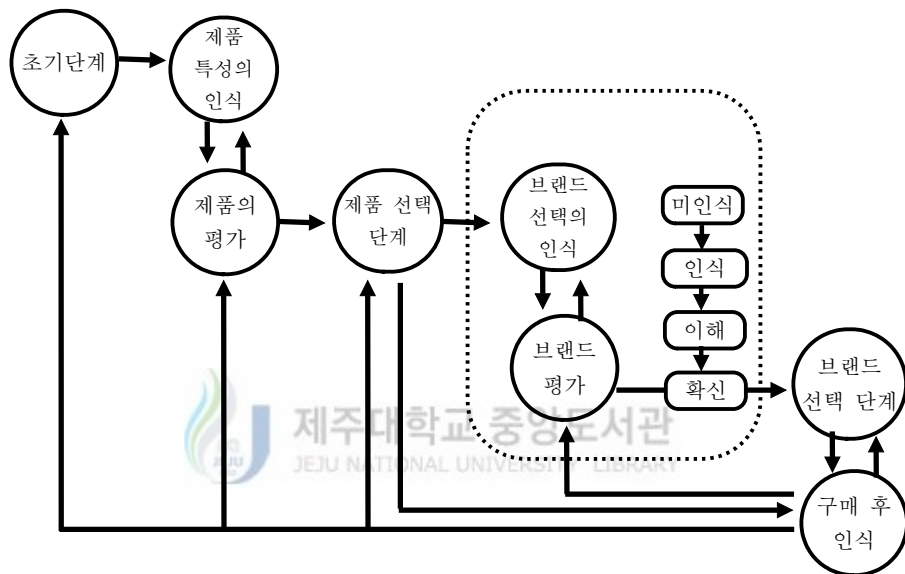 초기단계
제품
특성의
인식
제품의
평가
제품 선택
단계
브랜드
선택의
인식
브랜드
평가
미인식
인식
이해
확신
브랜드
선택 단계
구매 후
인식
제주대학교 중앙도서관
JEJU NATIONAL UNIVERSITY LIBRARY
JEJU